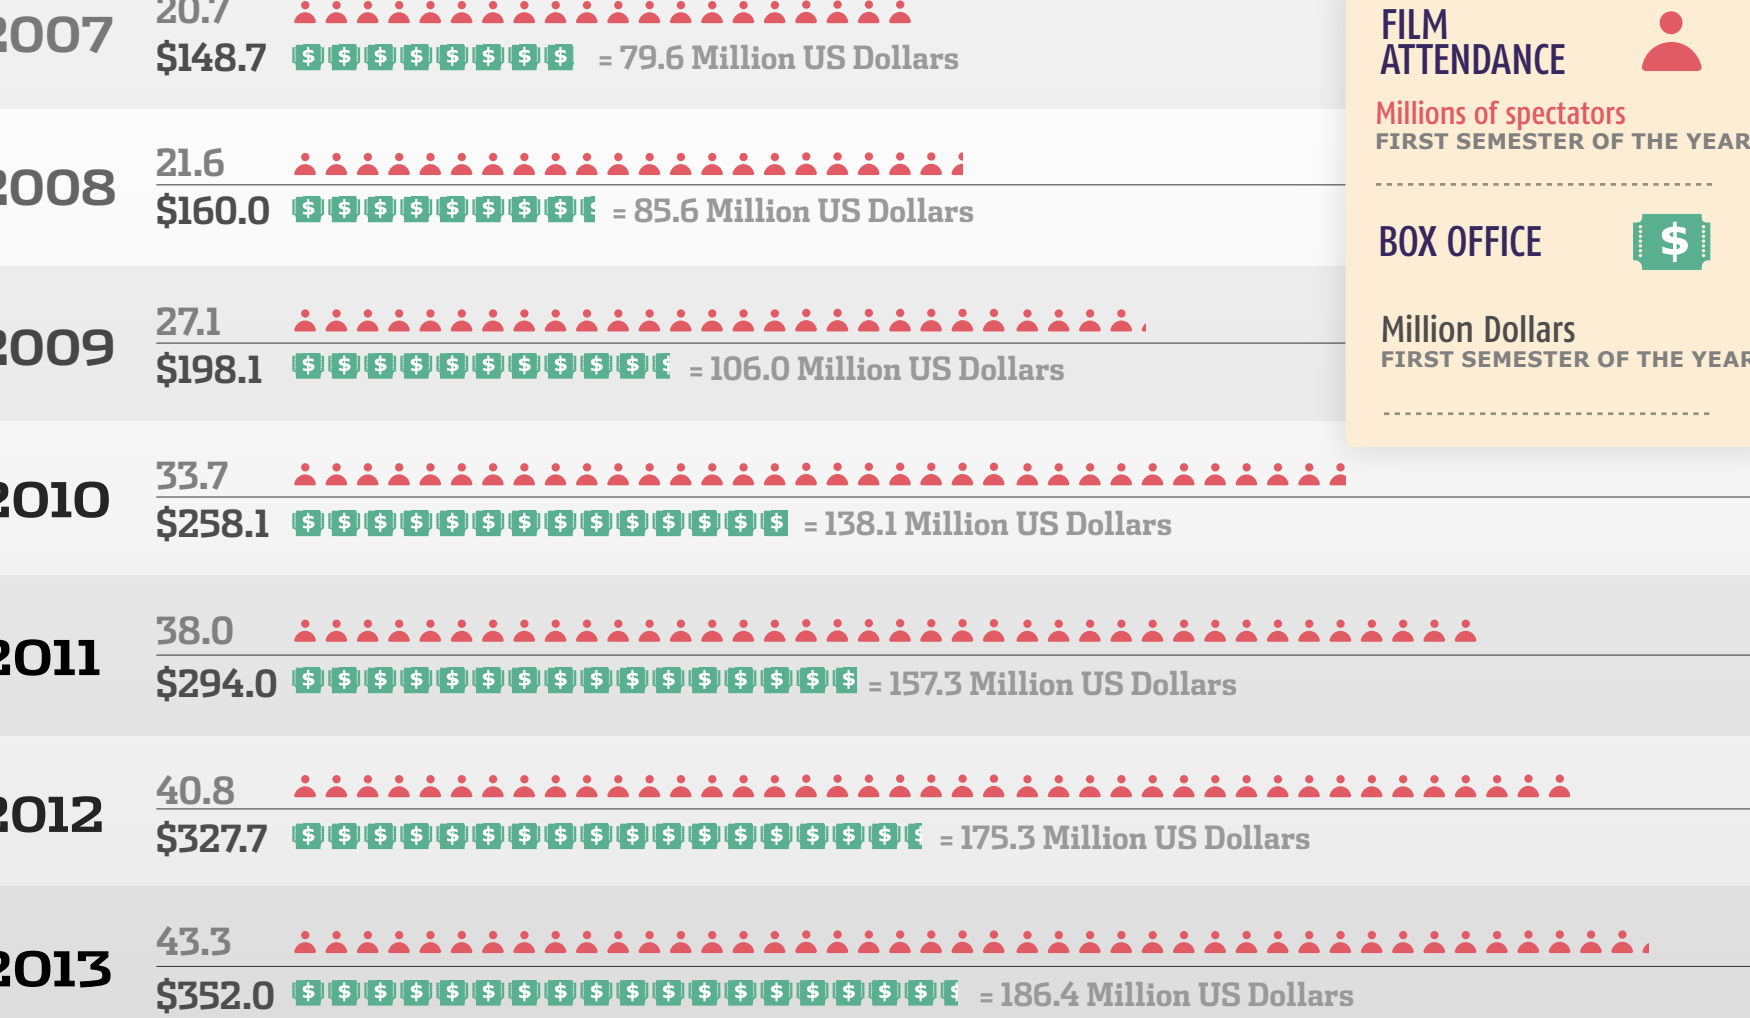 2007
20.7
$148.7
= 79.6 Million US Dollars
2008
21.6
$160.0
= 85.6 Million US Dollars
2009
27.1
$198.1
= 106.0 Million US Dollars
2010
33.7
$258.1
= 138.1 Million US Dollars
2011
38.0
$294.0
= 157.3 Million US Dollars
2012
40.8
$327.7
= 175.3 Million US Dollars
2013
43.3
$352.0
= 186.4 Million US Dollars
FILM
ATTENDANCE
Millions of spectators
FIRST SEMESTER OF THE YEAR
BOX OFFICE
$
Million Dollars
FIRST SEMESTER OF THE YEAR